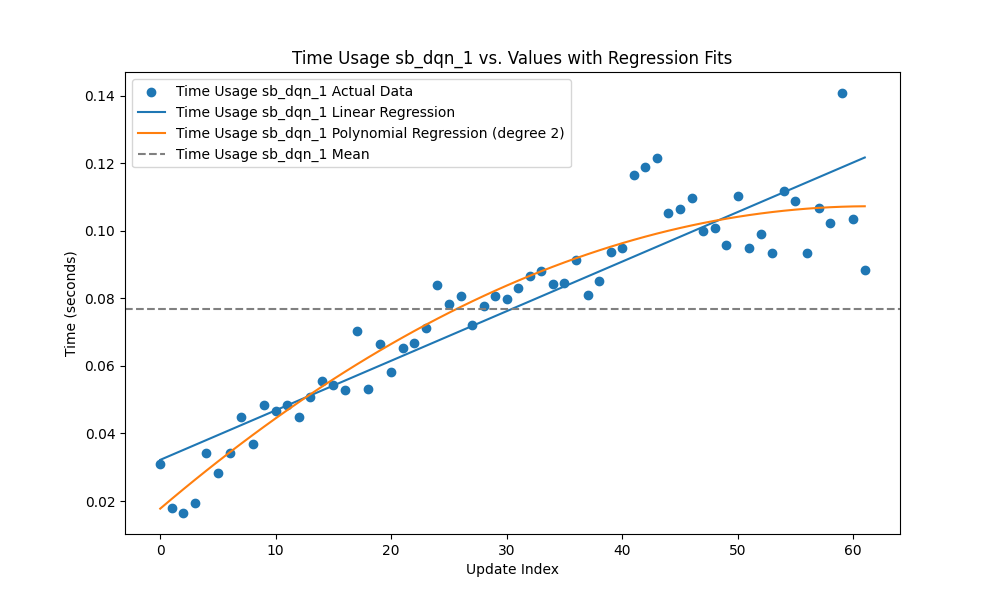 Time Usage sb_dqn_1 vs. Values with Regression Fits
Time Usage sb_dqn_1 Actual Data
Time Usage sb_dqn_1 Linear Regression
Time Usage sb_dqn_1 Polynomial Regression (degree 2)
Time Usage sb_dqn_1 Mean
Time (seconds)
0.14
0.12
0.10
0.08
0.06
0.04
0.02
0 10 20 30 40 50 60
Update Index